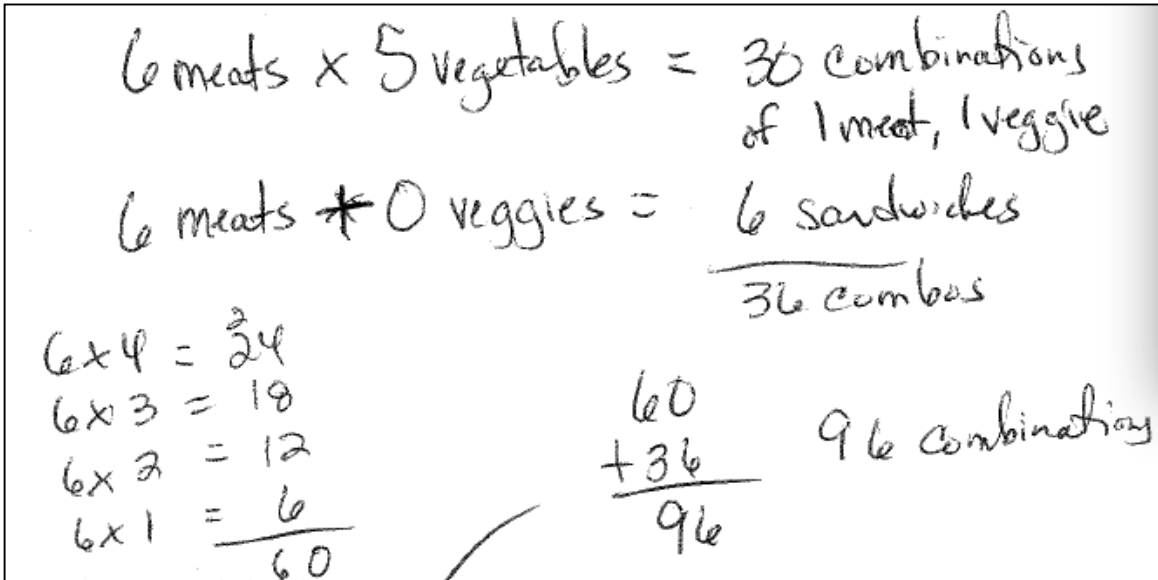 6 meats x 5 vegetables = 30 combinations
of 1 meat, 1 veggie
6 meats + 0 veggies = 6 sandwiches
36 combos
6x4 = 24
2
6x3 = 18
6x2 = 12
6x1 = 6
60
60
+36
96
96 combinations